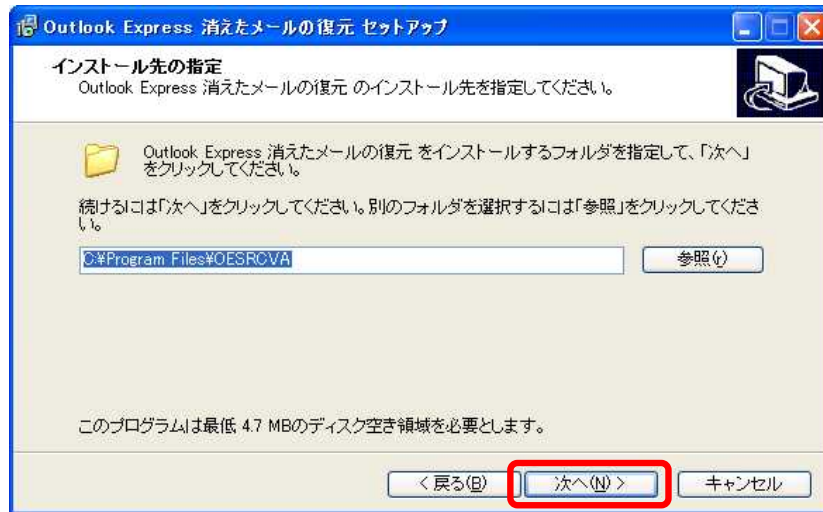 Outlook Express 消えたメールの復元 セットアップ
インストール先の指定
Outlook Express 消えたメールの復元 のインストール先を指定してください。
Outlook Express 消えたメールの復元 をインストールするフォルダを指定して、「次へ」
をクリックしてください。
続けるには「次へ」をクリックしてください。別のフォルダを選択するには「参照」をクリックしてくださ
い。
C:¥Program Files¥OESRCVA
参照(r)
このプログラムは最低 4.7 MBのディスク空き領域を必要とします。
< 戻る(B)
次へ(N) >
キャンセル